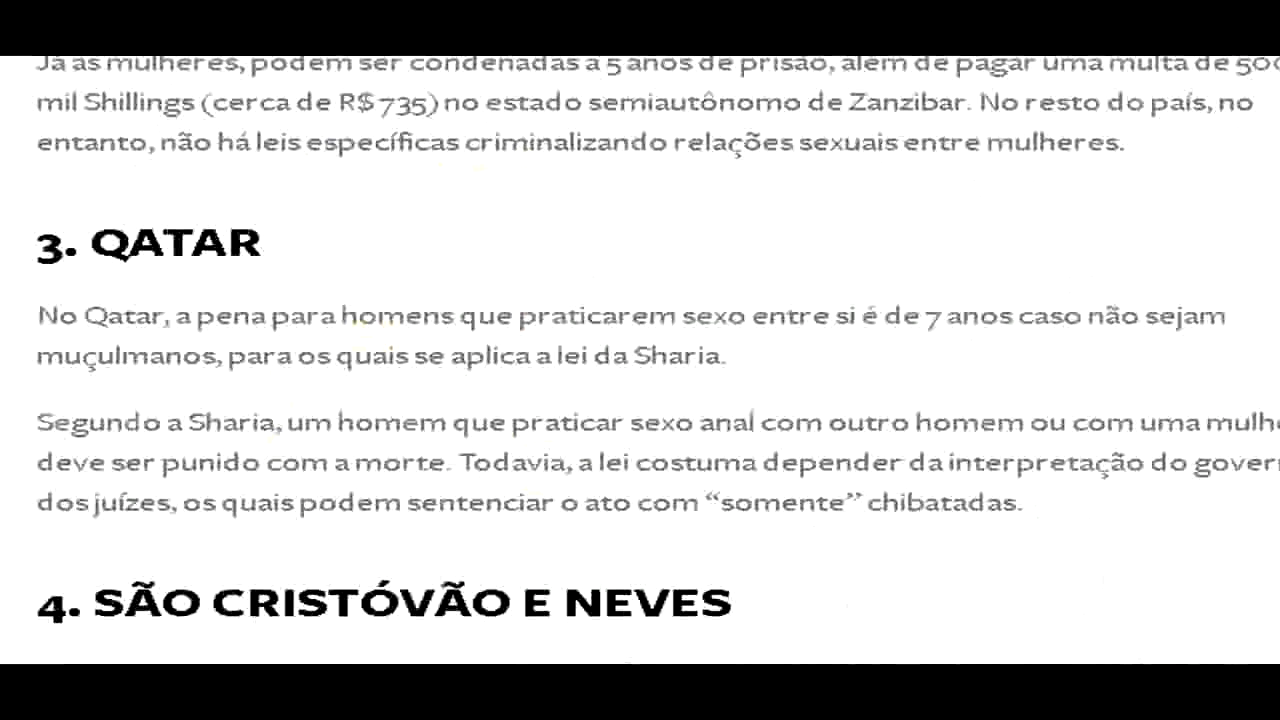 Já as mulheres, podem ser condenadas a 5 anos de prisão, além de pagar uma multa de
mil Shillings (cerca de R$ 735) no estado semiautônomo de Zanzibar. No resto do país, no
entanto, não há leis específicas criminalizando relações sexuais entre mulheres.
3. QATAR
No Qatar, a pena para homens que praticarem sexo entre si é de 7 anos caso não sejam
muçulmanos, para os quais se aplica a lei da Sharia.
Segundo a Sharia, um homem que praticar sexo anal com outro homem ou com uma
deve ser punido com a morte. Todavia, a lei costuma depender da interpretação do
dos juízes, os quais podem sentenciar o ato com “somente” chibatadas.
4. SÃO CRISTÓVÃO E NEVES